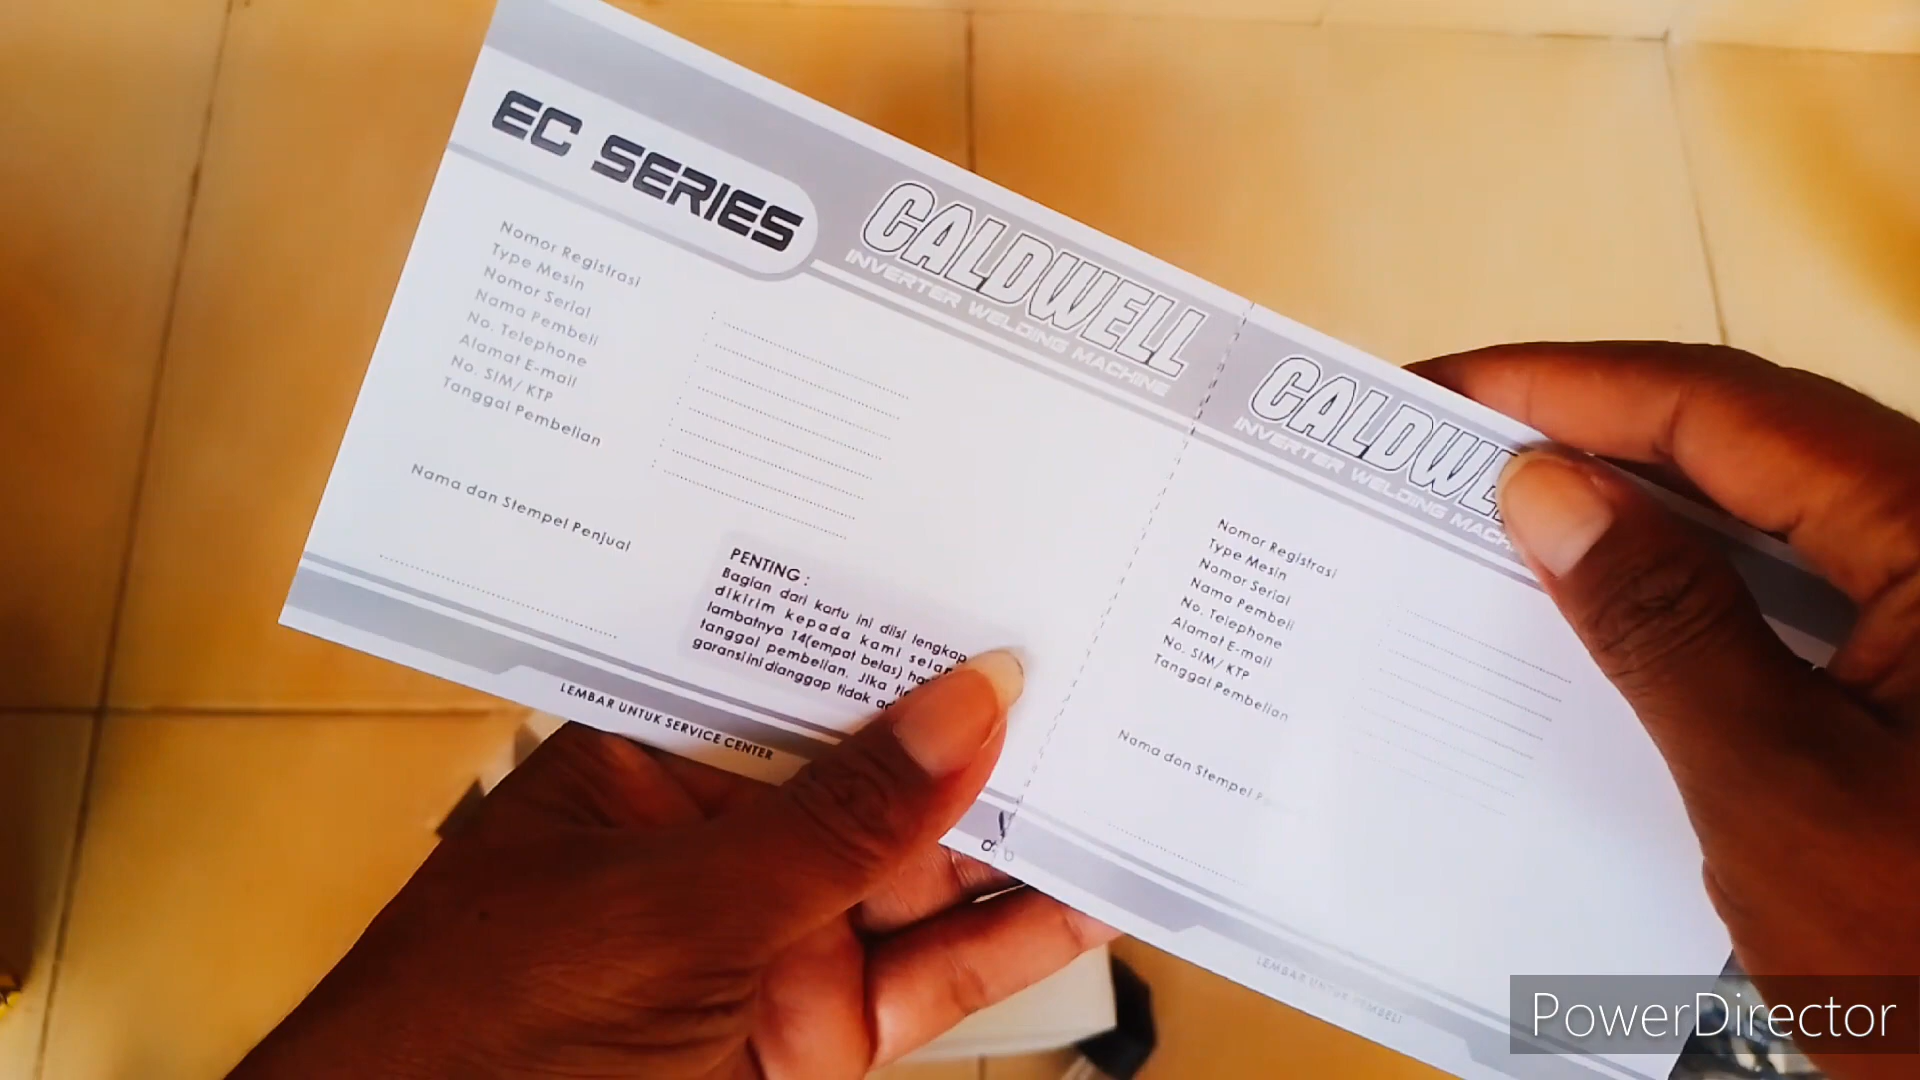 EC SERIES
CALDWELL
INVERTER WELDING MACHINE
Nomor Registrasi
Type Mesin
Nomor Serial
Nama Pembeli
No. Telephone
Alamat E-mail
No. SIM/ KTP
Tanggal Pembelian
Nama dan Stempel Penjual
PENTING :
Bagian dari kartu ini diisi lengkap
dikirim kepada kami
lambatnya 14(empat belas)
tanggal pembelian. Jika
garansi ini dianggap tidak
LEMBAR UNTUK SERVICE CENTER
CALDWE
INVERTER WELDING MACH
Nomor Registrasi
Type Mesin
Nomor Serial
Nama Pembeli
No. Telephone
Alamat E-mail
No. SIM/ KTP
Tanggal Pembelian
Nama dan Stempel
LEMBAR UNTUK PEMBELI
PowerDirector